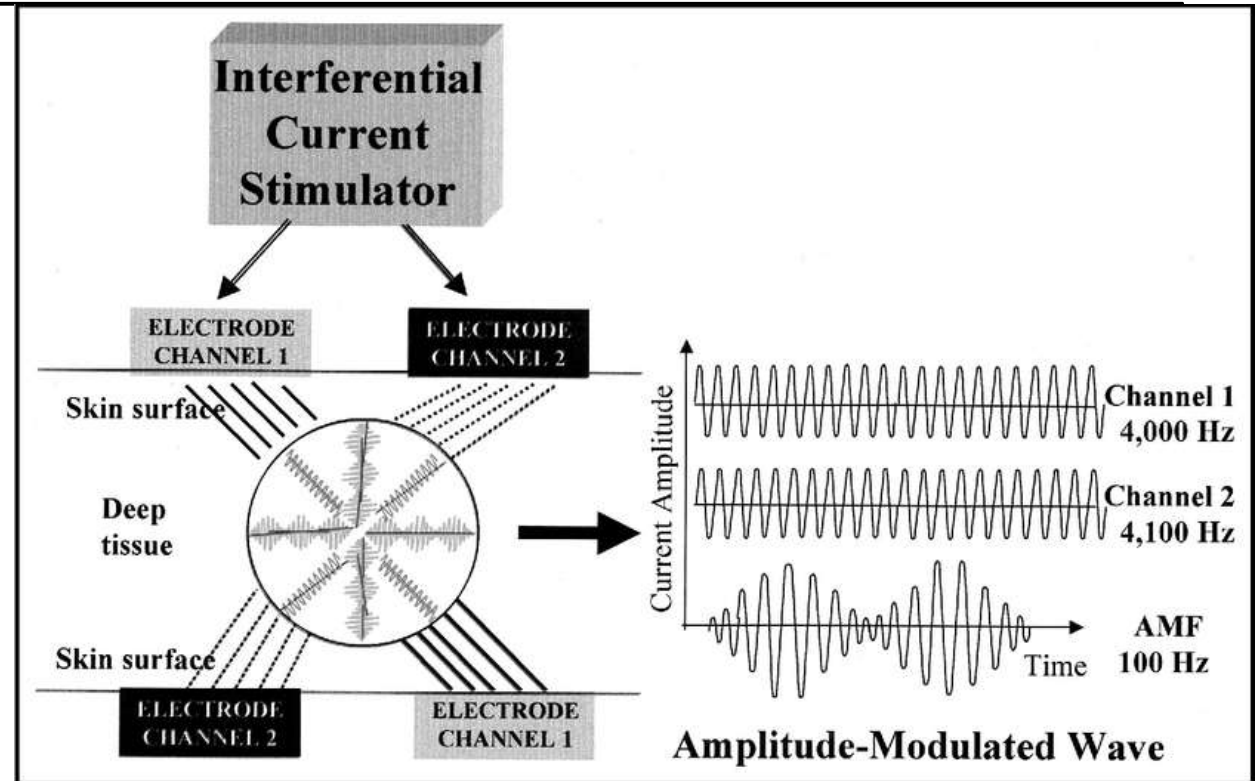 Interferential
Current
Stimulator
ELECTRODE
CHANNEL 1
ELECTRODE
CHANNEL 2
Skin surface
Deep
tissue
Skin surface
ELECTRODE
CHANNEL 2
ELECTRODE
CHANNEL 1
Current Amplitude
Channel 1
4,000 Hz
Channel 2
4,100 Hz
AMF
100 Hz
Time
Amplitude-Modulated Wave